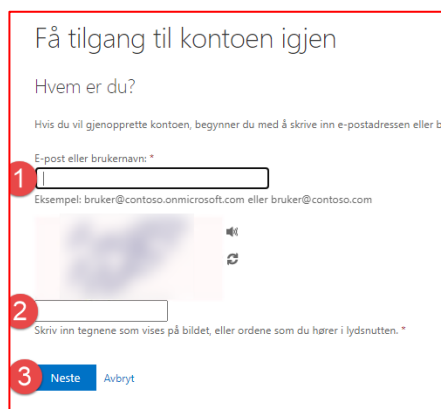 Få tilgang til kontoen igjen
Hvem er du?
Hvis du vil gjenopprette kontoen, begynner du med å skrive inn e-postadressen eller b
E-post eller brukernavn: *
1
Eksempel: bruker@contoso.onmicrosoft.com eller bruker@contoso.com
2
Skriv inn tegnene som vises på bildet, eller ordene som du hører i lydsnutten. *
3 Neste Avbryt